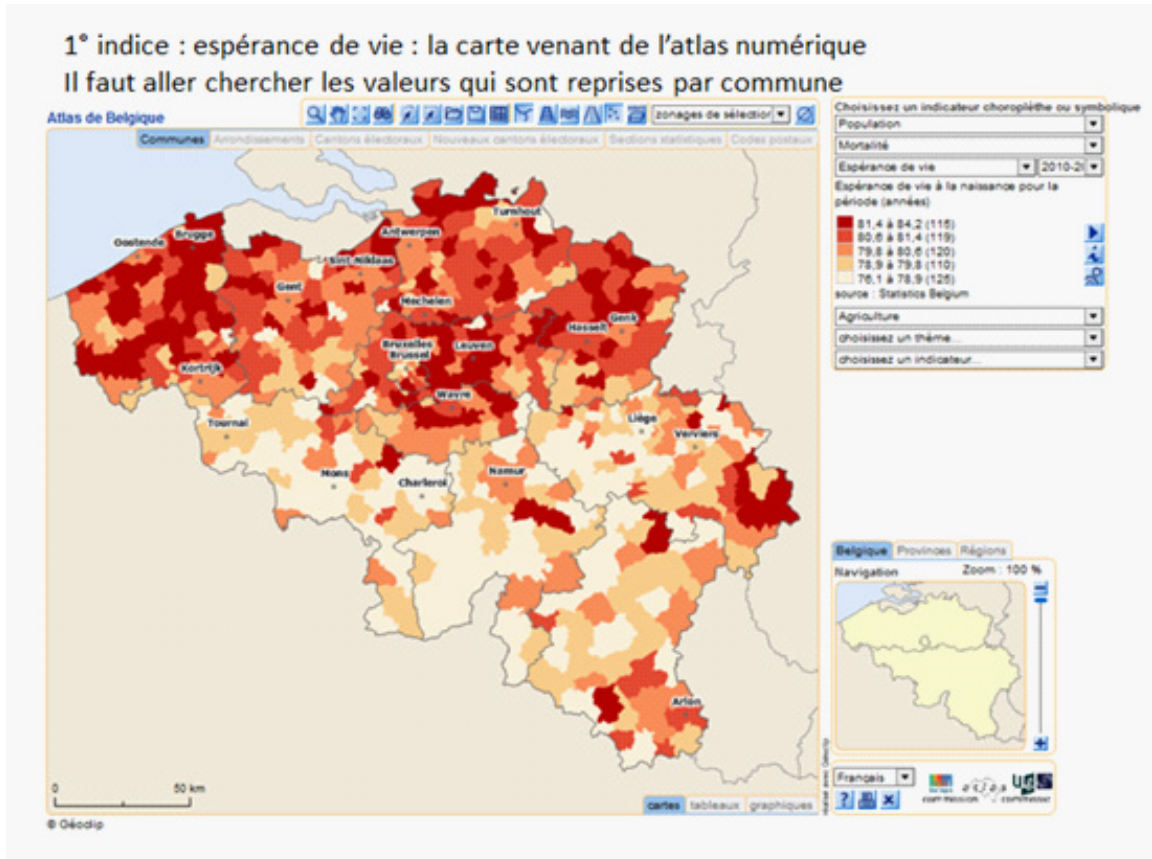 1° indice : espérance de vie : la carte venant de l'atlas numérique
Il faut aller chercher les valeurs qui sont reprises par commune
Atlas de Belgique
zonages de sélection
Communes Arrondissements Cantons électoraux Nouveaux cantons électoraux Sections statistiques Codes postaux
Choisissez un indicateur choroplèthe ou symbolique
Population
Mortalité
Espérance de vie 2010-20
Espérance de vie à la naissance pour la
période (années)
81,4 à 84,2 (115)
80,6 à 81,4 (119)
79,8 à 80,6 (120)
78,9 à 79,8 (110)
76,1 à 78,9 (125)
source : Statistics Belgium
Agriculture
choisissez un thème...
choisissez un indicateur...
Turnhout
Antwerpen
Brugge
Oostende
Sint-Niklaas
Gent
Mechelen
Genk
Hasselt
Bruxelles
Brussel
Leuven
Kortrijk
Wavre
Tournai
Liège
Verviers
Mons
Namur
Charleroi
Arlon
Belgique Provinces Régions
Navigation Zoom : 100 %
Français
0 50 km
cartes tableaux graphiques
© Géoclip